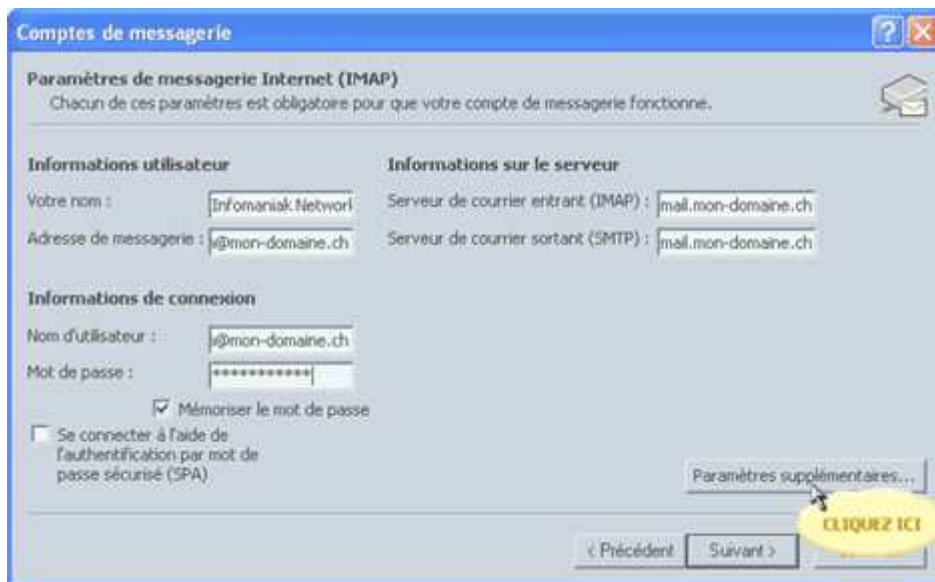 Comptes de messagerie
Paramètres de messagerie Internet (IMAP)
Chacun de ces paramètres est obligatoire pour que votre compte de messagerie fonctionne.
Informations utilisateur
Votre nom :
Infomaniak Network
Adresse de messagerie :
@mon-domaine.ch
Informations sur le serveur
Serveur de courrier entrant (IMAP) :
mail.mon-domaine.ch
Serveur de courrier sortant (SMTP) :
mail.mon-domaine.ch
Informations de connexion
Nom d'utilisateur :
@mon-domaine.ch
Mot de passe :
***********
Mémoriser le mot de passe
Se connecter à l'aide de
l'authentification par mot de
passe sécurisé (SPA)
Paramètres supplémentaires...
CLIQUEZ ICI
< Précédent
Suivant >